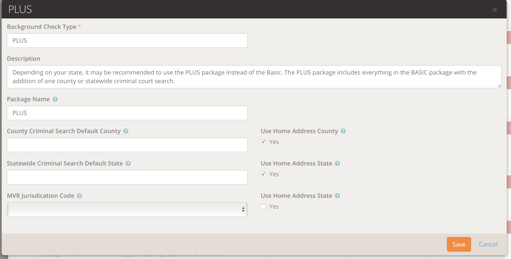 PLUS
×
Background Check Type *
PLUS
Description
Depending on your state, it may be recommended to use the PLUS package instead of the Basic. The PLUS package includes everything in the BASIC package with the
addition of one county or statewide criminal court search.
Package Name ?
PLUS
County Criminal Search Default County ?
Use Home Address County ?
Yes
Statewide Criminal Search Default State ?
Use Home Address State ?
Yes
MVR Jurisdication Code ?
Use Home Address State ?
Yes
Save
Cancel